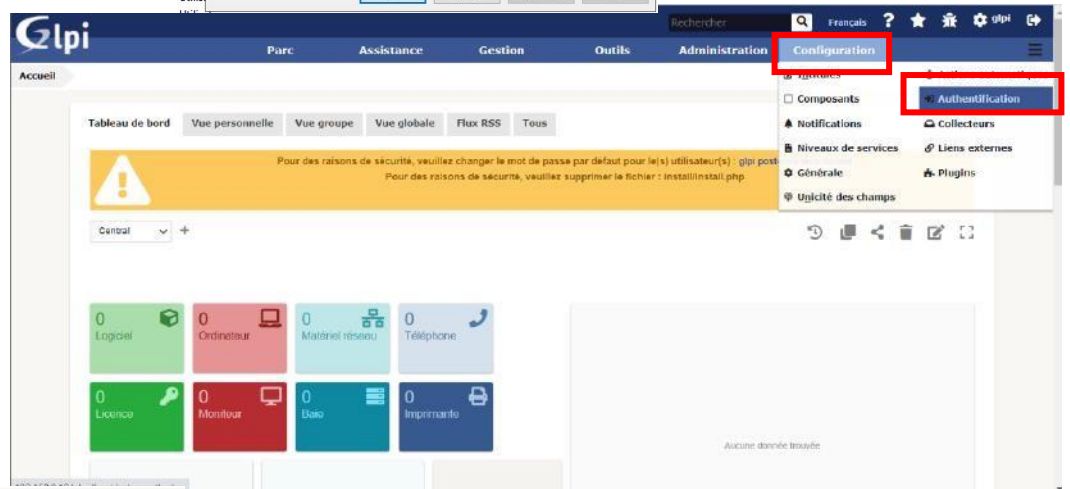 Glpi
Rechercher
Français ? glpi
Parc Assistance Gestion Outils Administration Configuration
Accueil
Composants
Authentification
Notifications
Collecteurs
Niveaux de services
Liens externes
Générale
Plugins
Unicité des champs
Tableau de bord Vue personnelle Vue groupe Vue globale Flux RSS Tous
Pour des raisons de sécurité, veuillez changer le mot de passe par defaut pour le(s) utilisateur(s) : glpi post
Pour des raisons de sécurité, veuillez supprimer le fichier : install/install.php
Central
0
Logiciel
0
Ordinateur
0
Matériel réseau
0
Téléphone
0
Licence
0
Moniteur
0
Baie
0
Imprimante
Aucune donnée trouvée